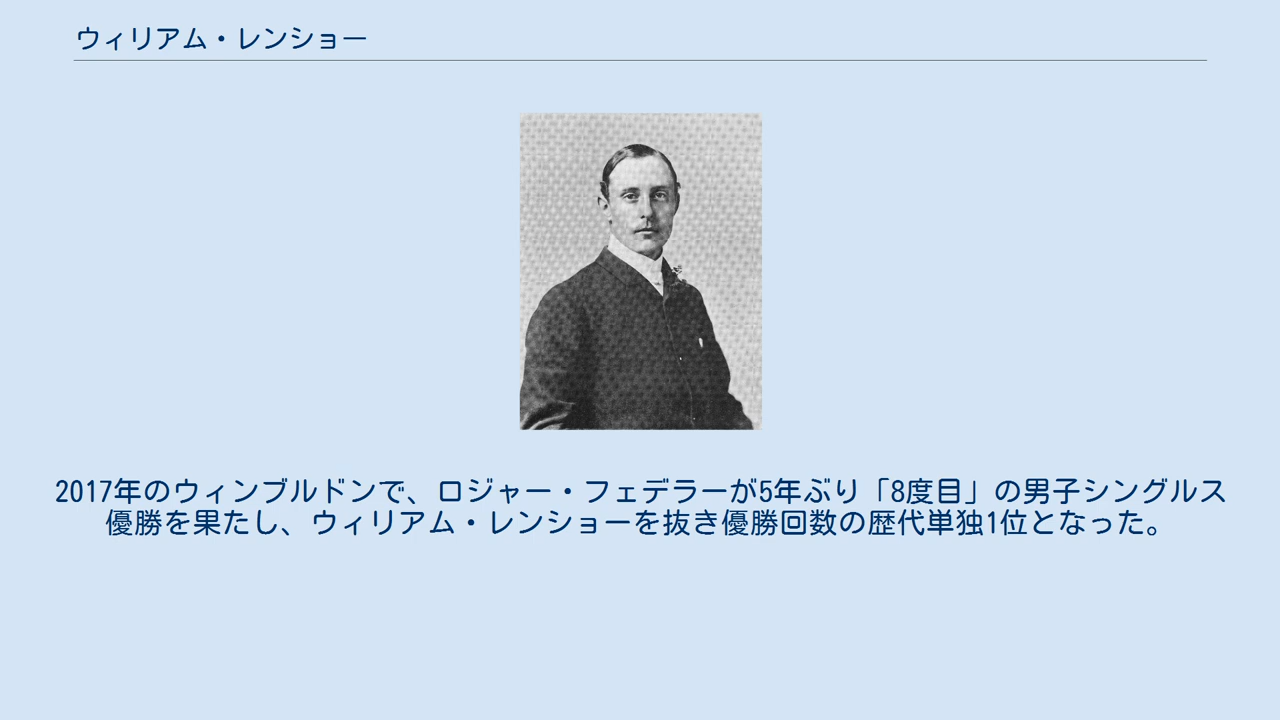 ウィリアム・レンショー
2017年のウィンブルドンで、ロジャー・フェデラーが5年ぶり「8度目」の男子シングルス
優勝を果たし、ウィリアム・レンショーを抜き優勝回数の歴代単独1位となった。